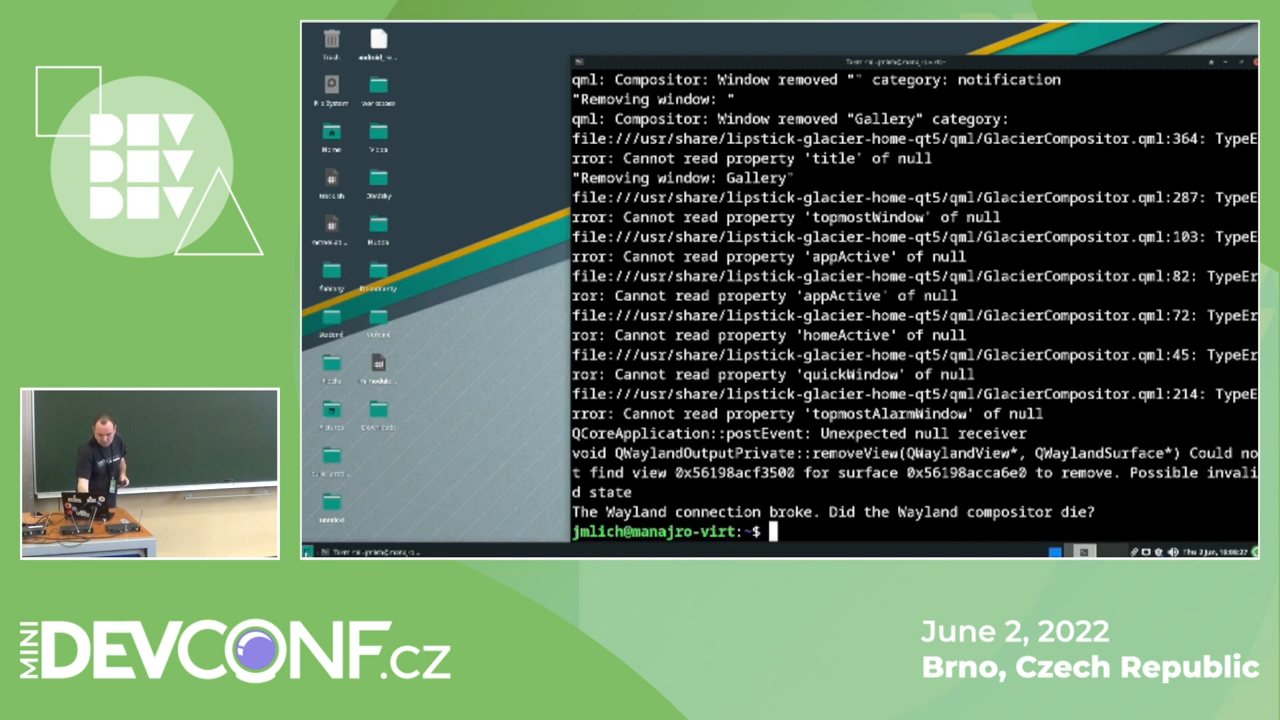 DEV
DEV
DEV
Trash
File System
Home
workspace
Videa
Obrázky
Hudba
Dokumenty
Pictures
Downloads
qml: Compositor: Window removed "" category: notification
"Removing window: "
qml: Compositor: Window removed "Gallery" category:
file:///usr/share/lipstick-glacier-home-qt5/qml/GlacierCompositor.qml:364: TypeE
rror: Cannot read property 'title' of null
"Removing window: Gallery"
file:///usr/share/lipstick-glacier-home-qt5/qml/GlacierCompositor.qml:287: TypeE
rror: Cannot read property 'topmostWindow' of null
file:///usr/share/lipstick-glacier-home-qt5/qml/GlacierCompositor.qml:103: TypeE
rror: Cannot read property 'appActive' of null
file:///usr/share/lipstick-glacier-home-qt5/qml/GlacierCompositor.qml:82: TypeEr
ror: Cannot read property 'appActive' of null
file:///usr/share/lipstick-glacier-home-qt5/qml/GlacierCompositor.qml:72: TypeEr
ror: Cannot read property 'homeActive' of null
file:///usr/share/lipstick-glacier-home-qt5/qml/GlacierCompositor.qml:45: TypeEr
ror: Cannot read property 'quickWindow' of null
file:///usr/share/lipstick-glacier-home-qt5/qml/GlacierCompositor.qml:214: TypeE
rror: Cannot read property 'topmostAlarmWindow' of null
QCoreApplication::postEvent: Unexpected null receiver
void QWaylandOutputPrivate::removeView(QWaylandView*, QWaylandSurface*) Could no
t find view 0x56198acf3500 for surface 0x56198acca6e0 to remove. Possible invali
d state
The Wayland connection broke. Did the Wayland compositor die?
jmlich@manajro-virt:~$
MINI DEVCONF.CZ
June 2, 2022
Brno, Czech Republic